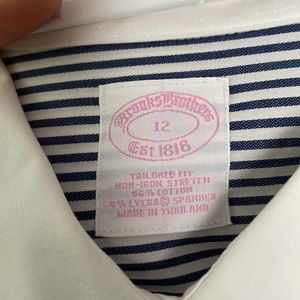 Brooks Brothers
12
Est. 1818
TAILORED FIT
NON-IRON STRETCH
96% COTTON
4% LYCRA® SPANDEX
MADE IN THAILAND